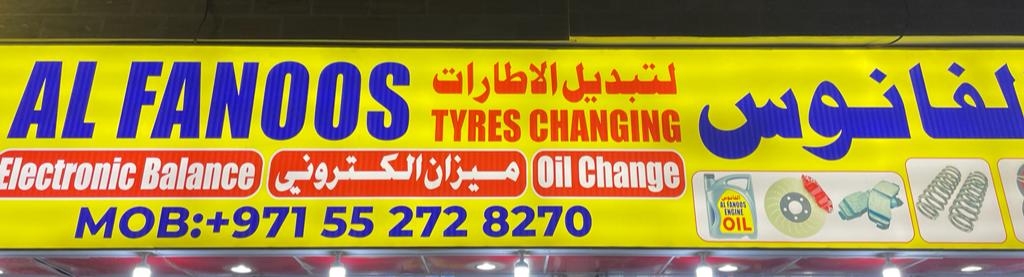 AL FANOOS
لتبديل الاطارات
TYRES CHANGING
لفانوس
Electronic Balance
ميزان الكتروني
Oil Change
MOB:+971 55 272 8270
الفانوس
AL FANOOS
ENGINE
OIL